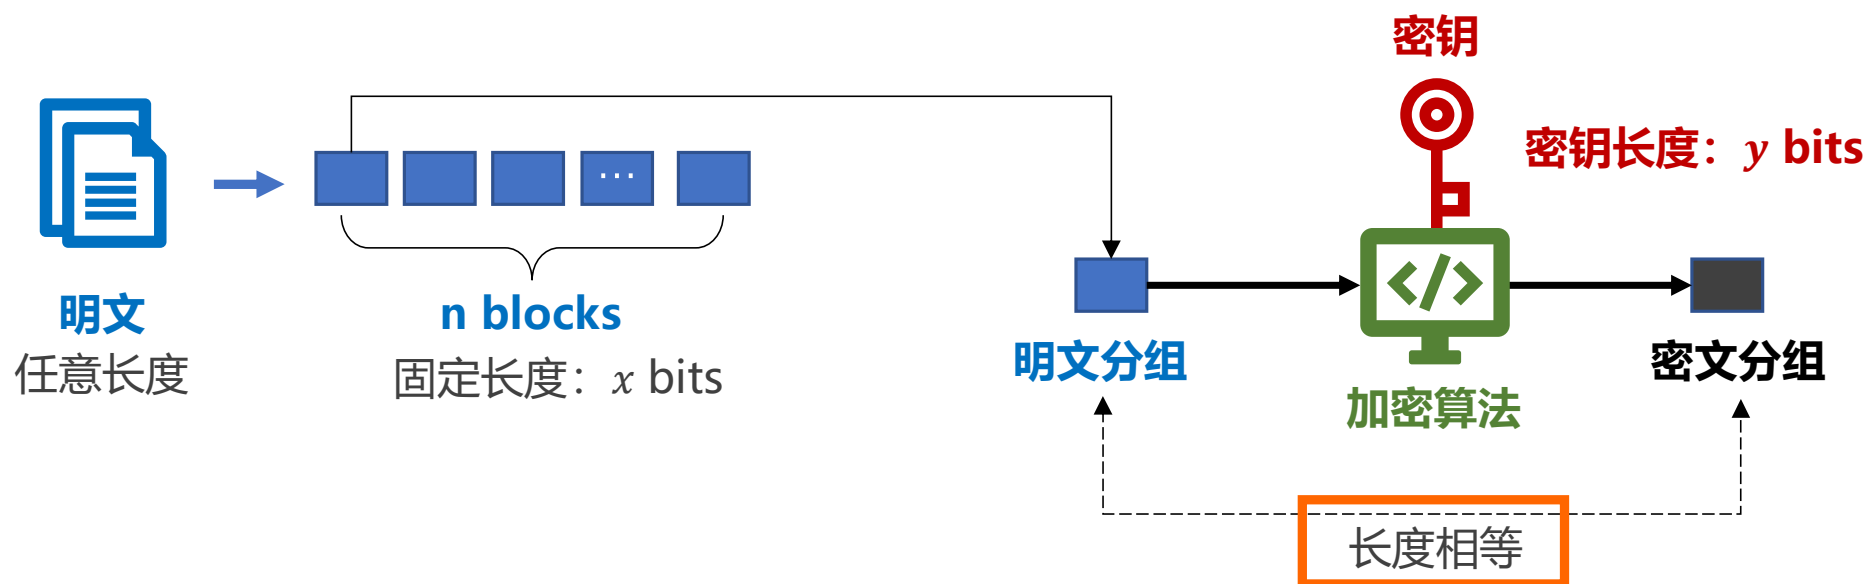 密钥
密钥长度：y bits
...
明文
任意长度
n blocks
固定长度：x bits
</>
明文分组
加密算法
密文分组
长度相等